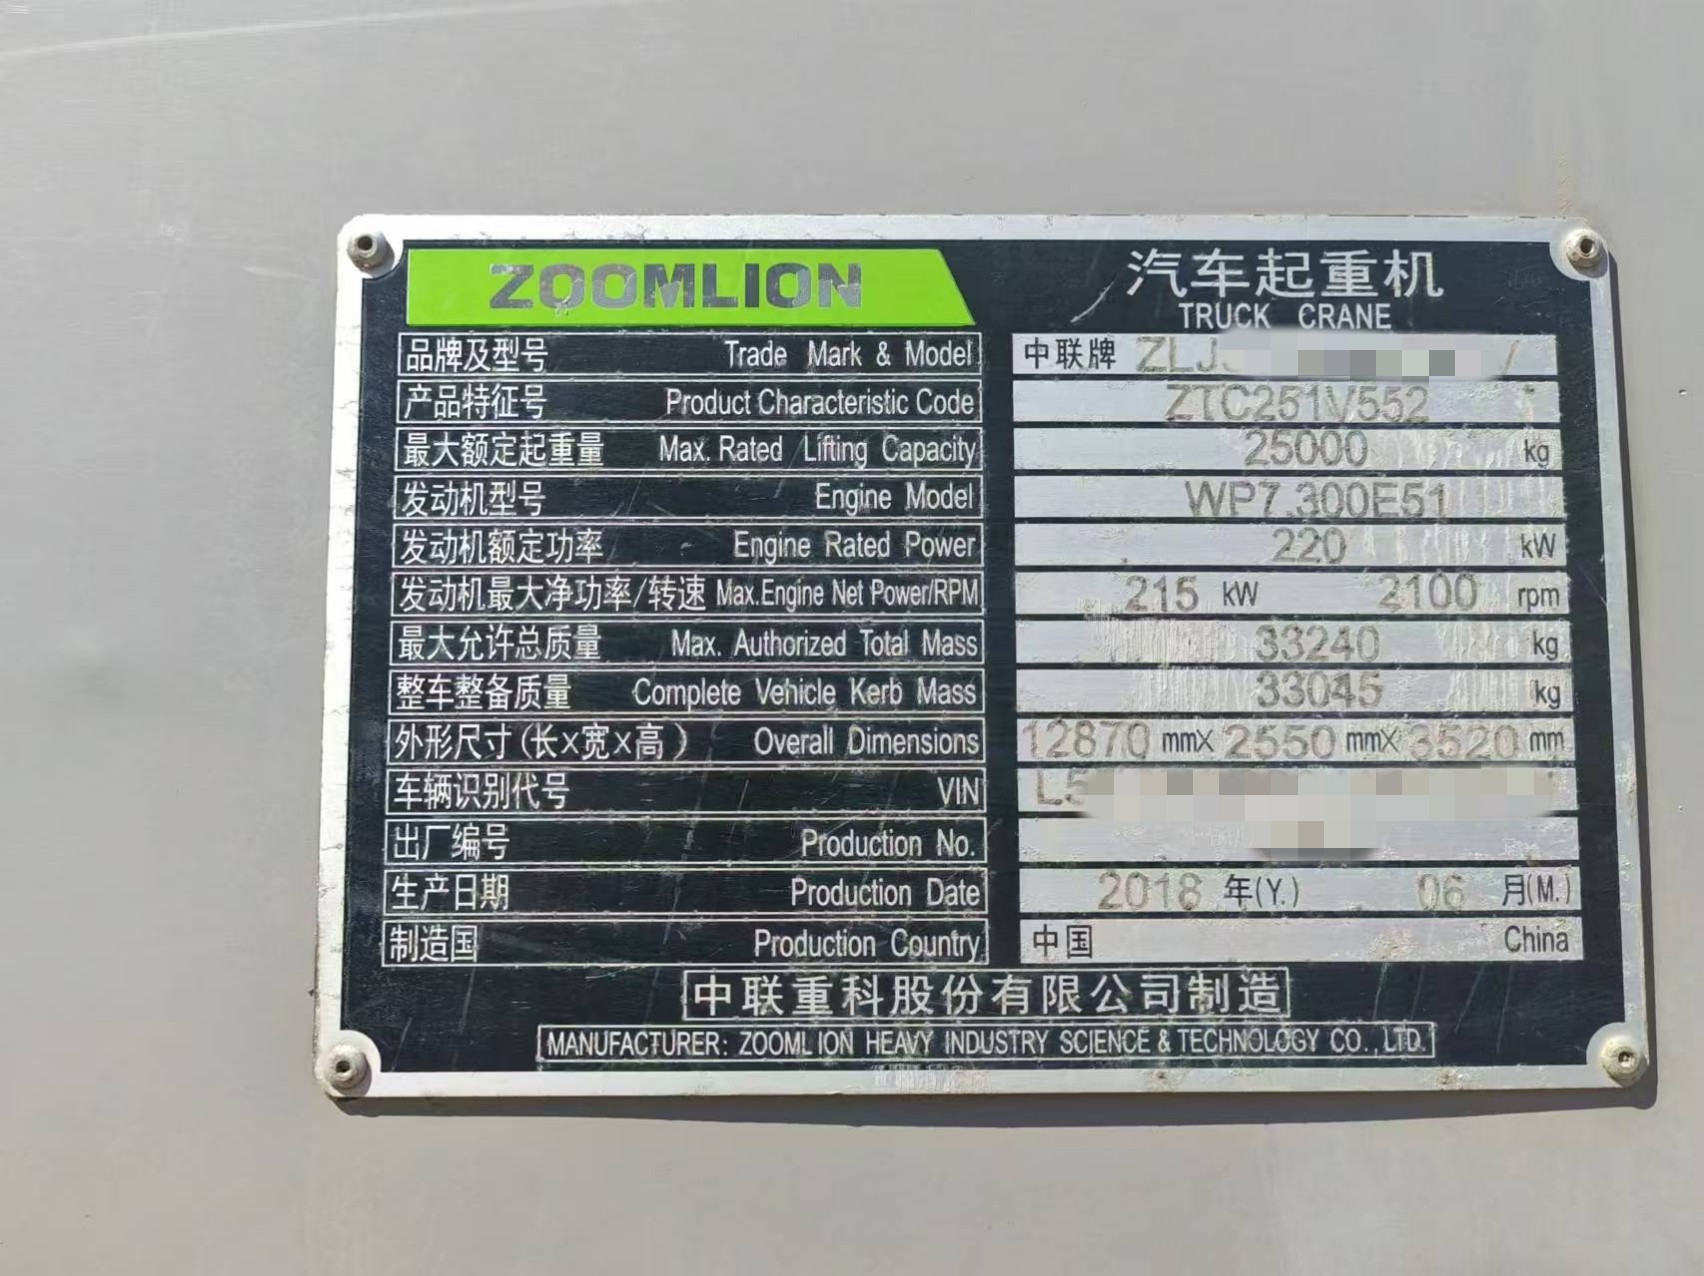 ZOOMLION
汽车起重机
TRUCK CRANE
品牌及型号 Trade Mark & Model 中联牌
产品特征号 Product Characteristic Code ZTC251V552
最大额定起重量 Max. Rated Lifting Capacity 25000 kg
发动机型号 Engine Model WP7.300E51
发动机额定功率 Engine Rated Power 220 kW
发动机最大净功率/转速 Max.Engine Net Power/RPM 215 kW 2100 rpm
最大允许总质量 Max. Authorized Total Mass 33240 kg
整车整备质量 Complete Vehicle Kerb Mass 33045 kg
外形尺寸(长×宽×高) Overall Dimensions 12870 mm× 2550 mm× 3520 mm
车辆识别代号 VIN
出厂编号 Production No.
生产日期 Production Date 2018 年(Y.) 06 月(M.)
制造国 Production Country 中国 China
中联重科股份有限公司制造
MANUFACTURER: ZOOMLION HEAVY INDUSTRY SCIENCE & TECHNOLOGY CO.,LTD.